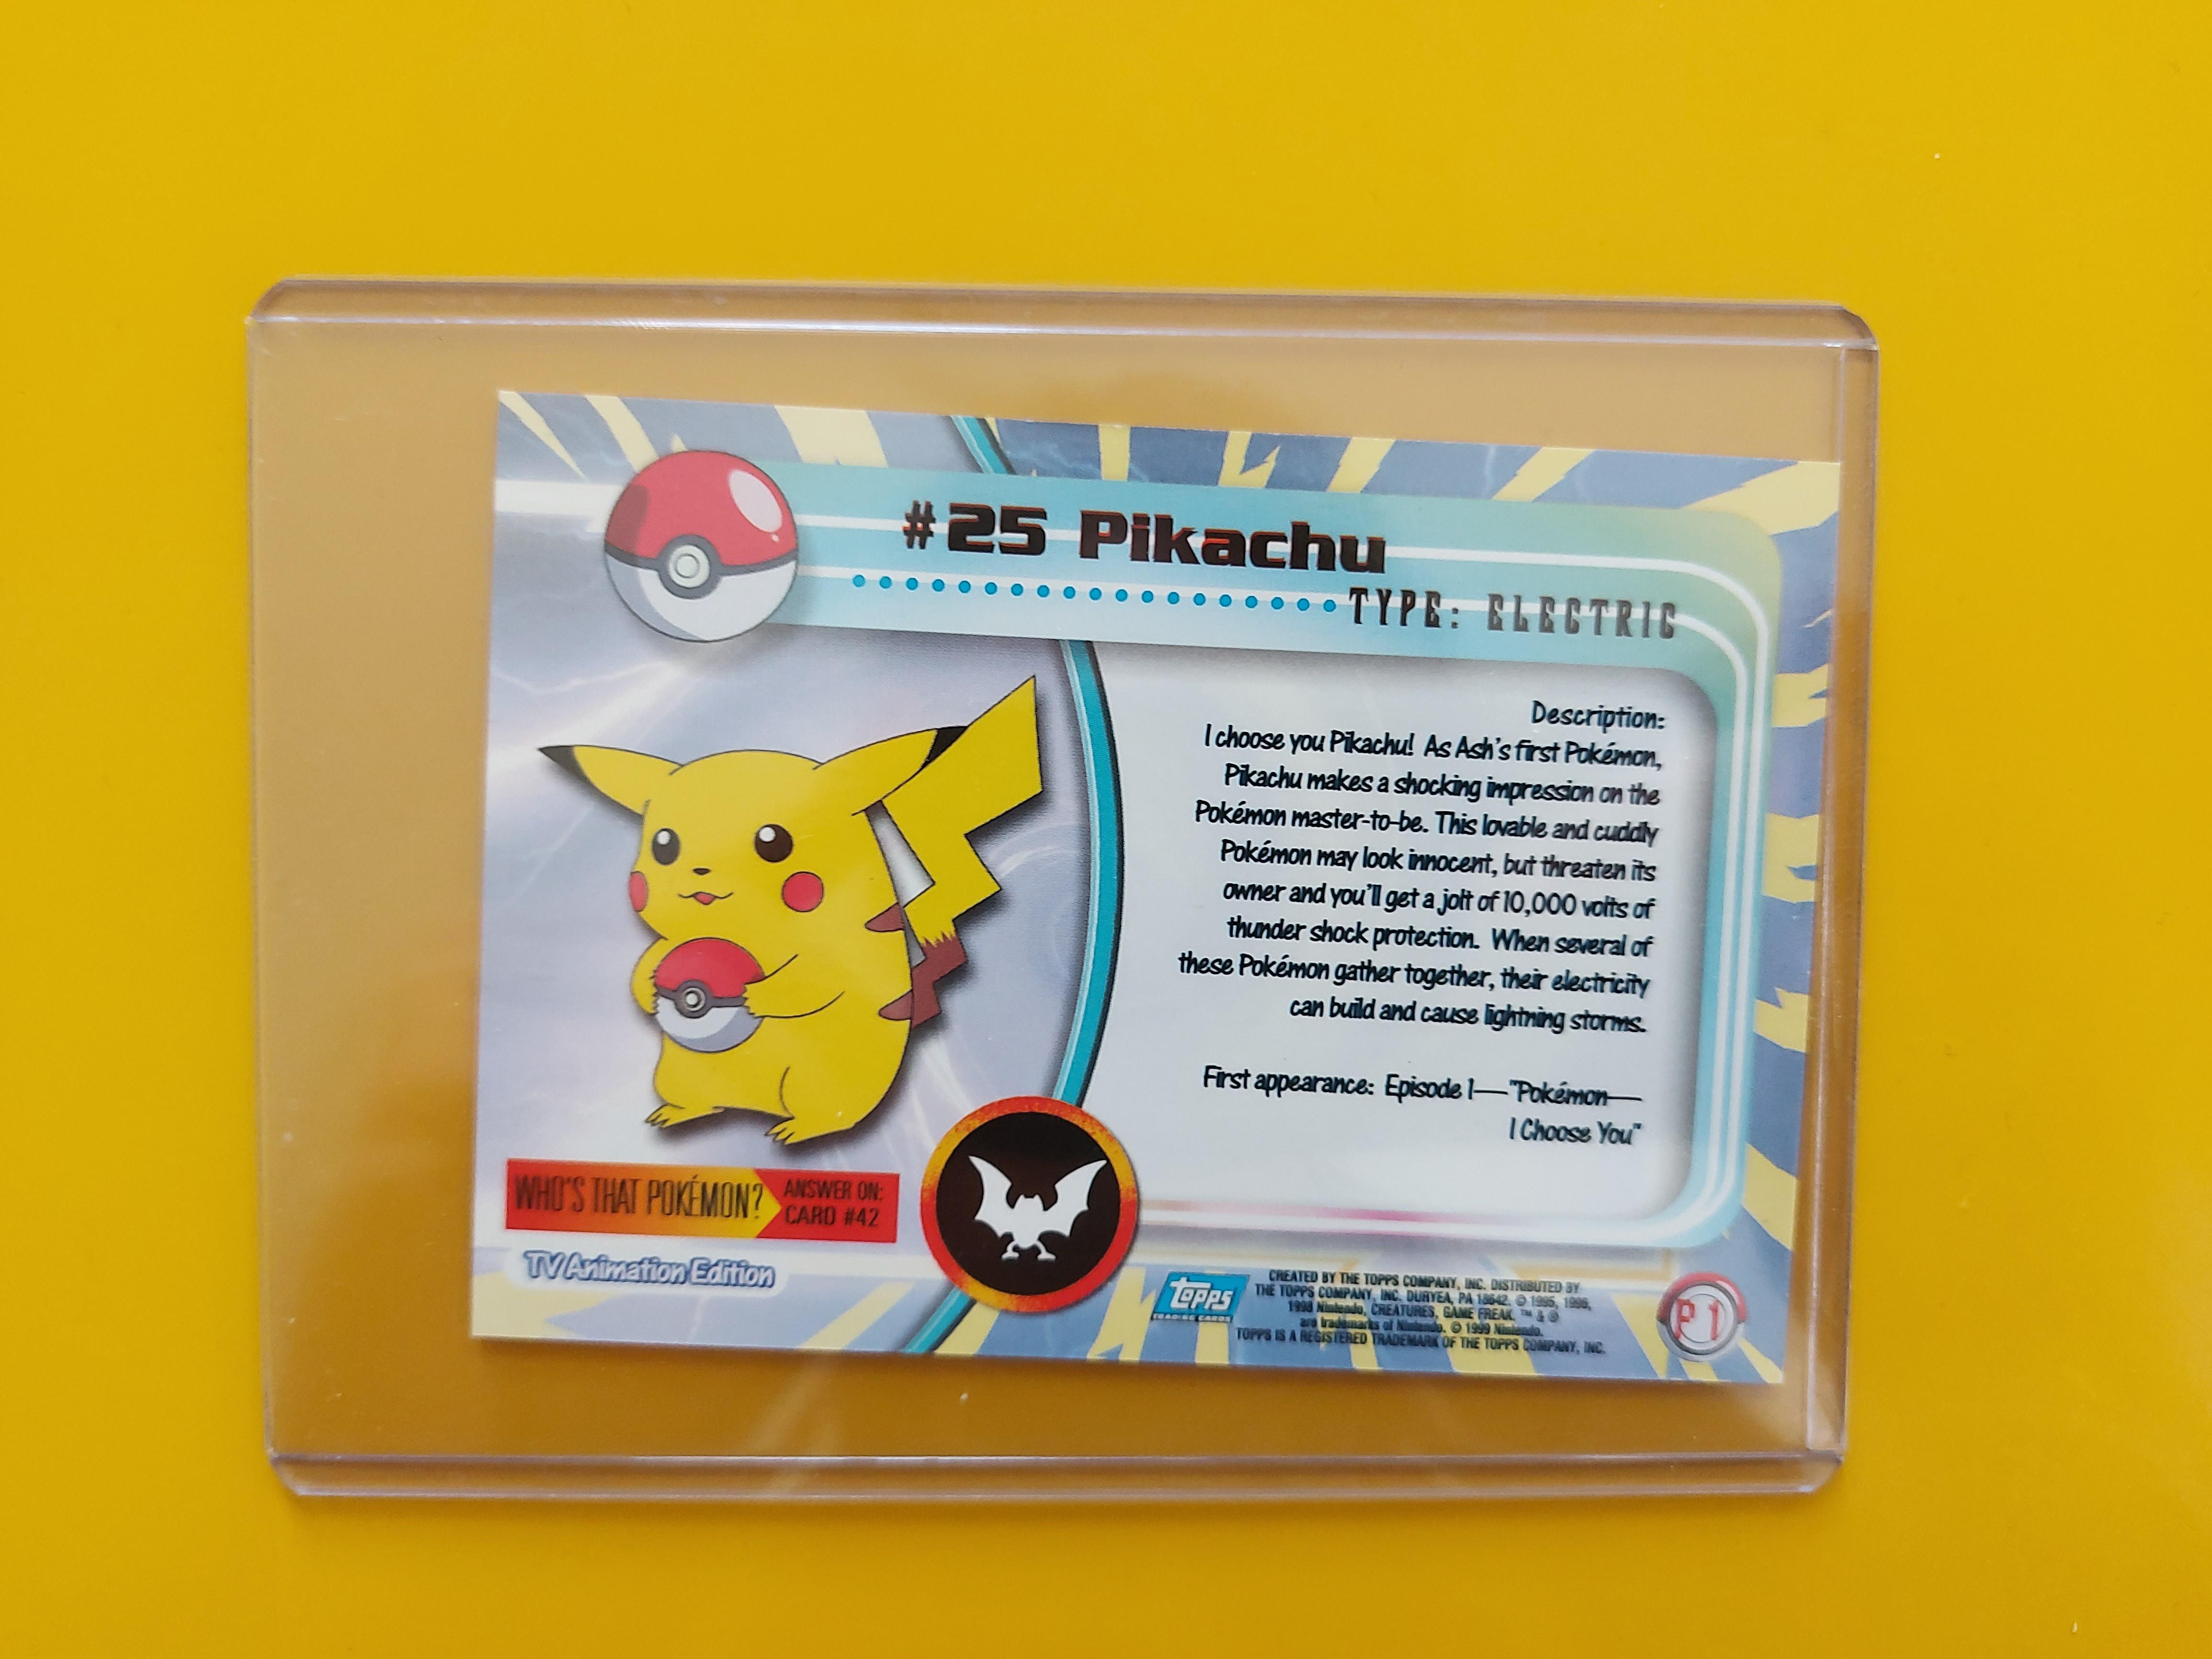 #25 Pikachu
TYPE: ELECTRIC
Description:
I choose you Pikachu! As Ash's first Pokémon,
Pikachu makes a shocking impression on the
Pokémon master-to-be. This lovable and cuddly
Pokémon may look innocent, but threaten its
owner and you'll get a jolt of 10,000 volts of
thunder shock protection. When several of
these Pokémon gather together, their electricity
can build and cause lightning storms.
First appearance: Episode 1—"Pokémon—
I Choose You"
WHO'S THAT POKÉMON?
ANSWER ON:
CARD #42
TV Animation Edition
topps
TRADING CARDS
CREATED BY THE TOPPS COMPANY, INC. DISTRIBUTED BY
THE TOPPS COMPANY, INC. DURYEA, PA 18642. © 1995, 1996,
1998 Nintendo, CREATURES, GAME FREAK. ™ & ®
are trademarks of Nintendo. © 1999 Nintendo.
TOPPS IS A REGISTERED TRADEMARK OF THE TOPPS COMPANY, INC.
P1